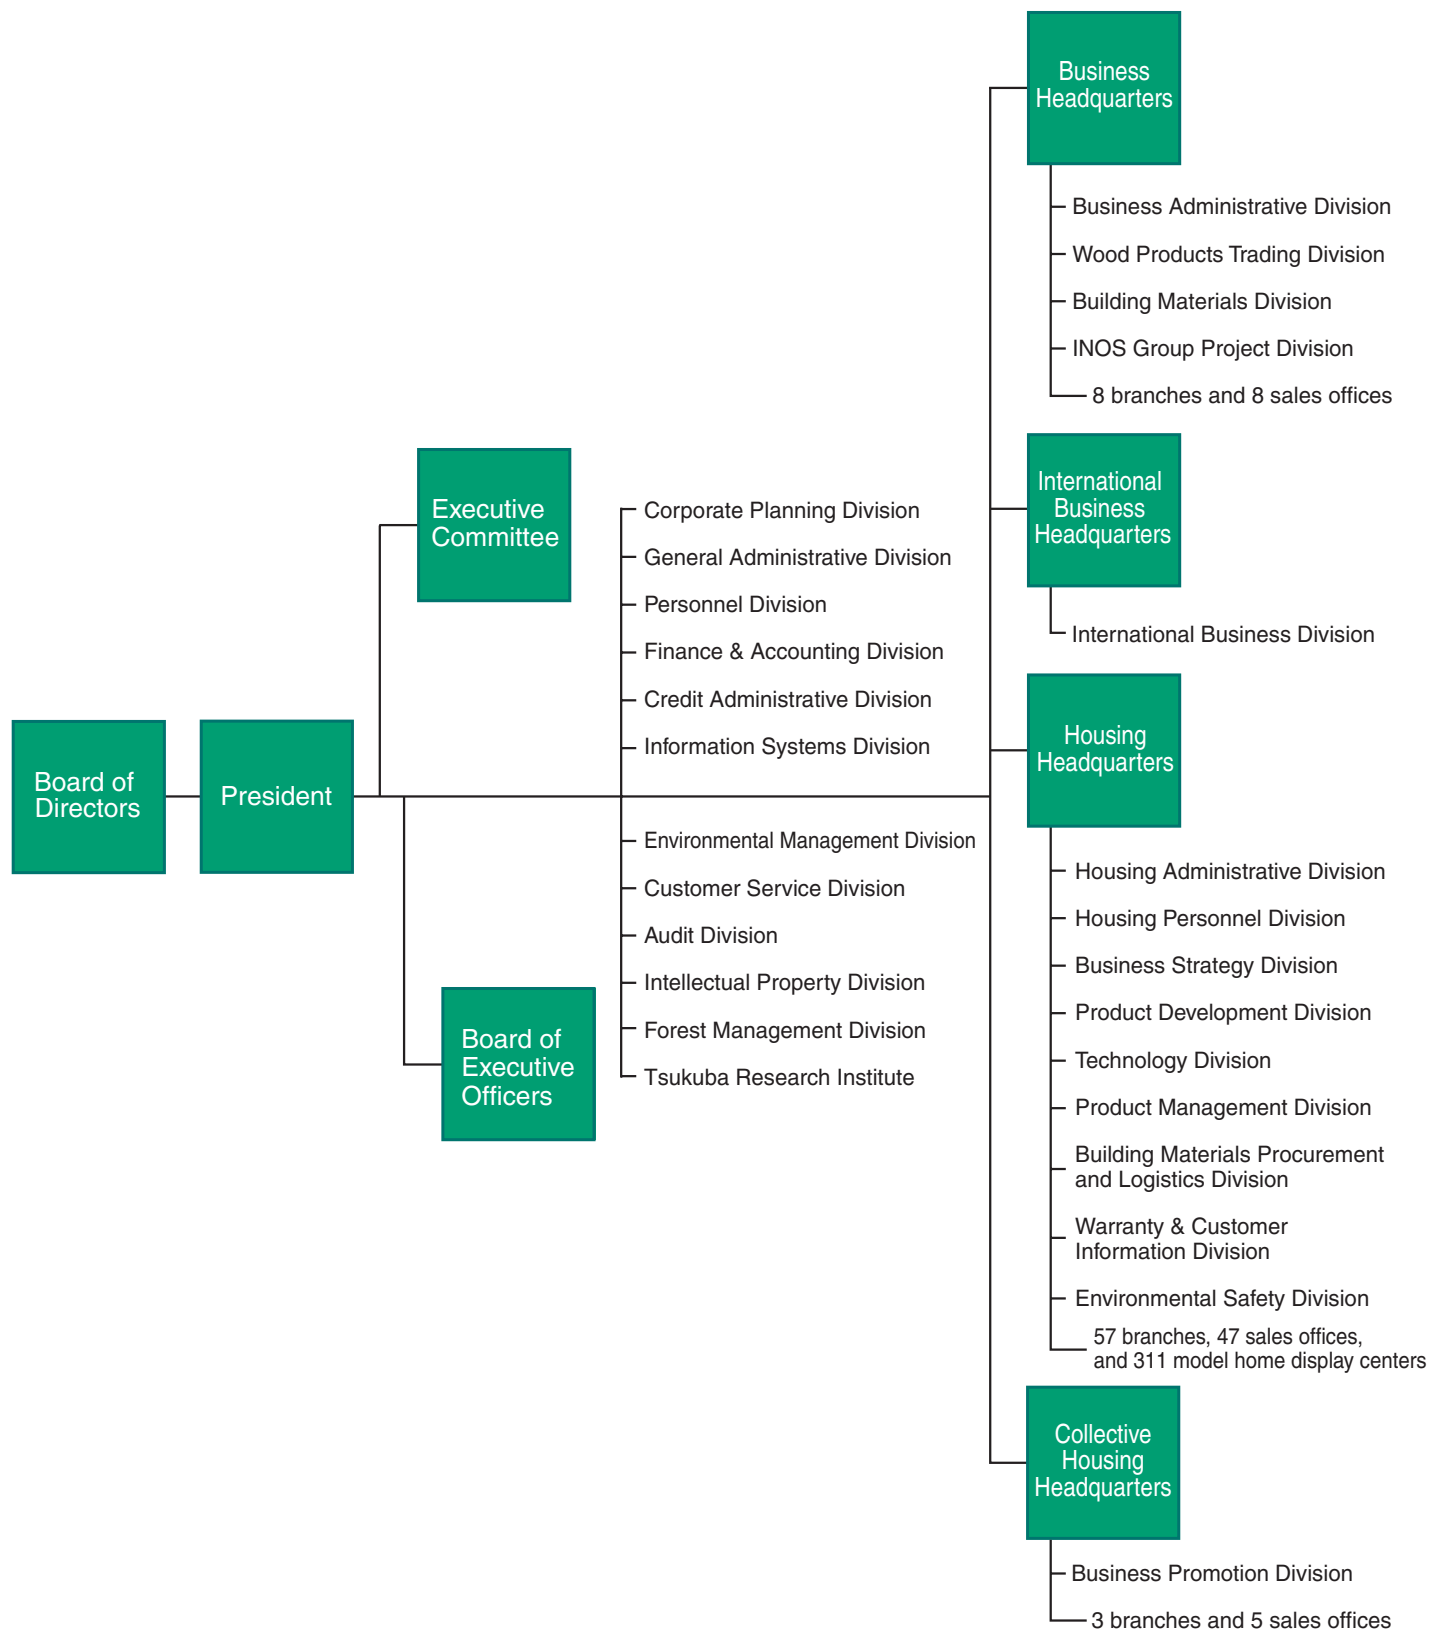 Board of
Directors
President
Executive
Committee
Board of
Executive
Officers
Corporate Planning Division
General Administrative Division
Personnel Division
Finance & Accounting Division
Credit Administrative Division
Information Systems Division
Environmental Management Division
Customer Service Division
Audit Division
Intellectual Property Division
Forest Management Division
Tsukuba Research Institute
Business
Headquarters
Business Administrative Division
Wood Products Trading Division
Building Materials Division
INOS Group Project Division
8 branches and 8 sales offices
International
Business
Headquarters
International Business Division
Housing
Headquarters
Housing Administrative Division
Housing Personnel Division
Business Strategy Division
Product Development Division
Technology Division
Product Management Division
Building Materials Procurement
and Logistics Division
Warranty & Customer
Information Division
Environmental Safety Division
57 branches, 47 sales offices,
and 311 model home display centers
Collective
Housing
Headquarters
Business Promotion Division
3 branches and 5 sales offices